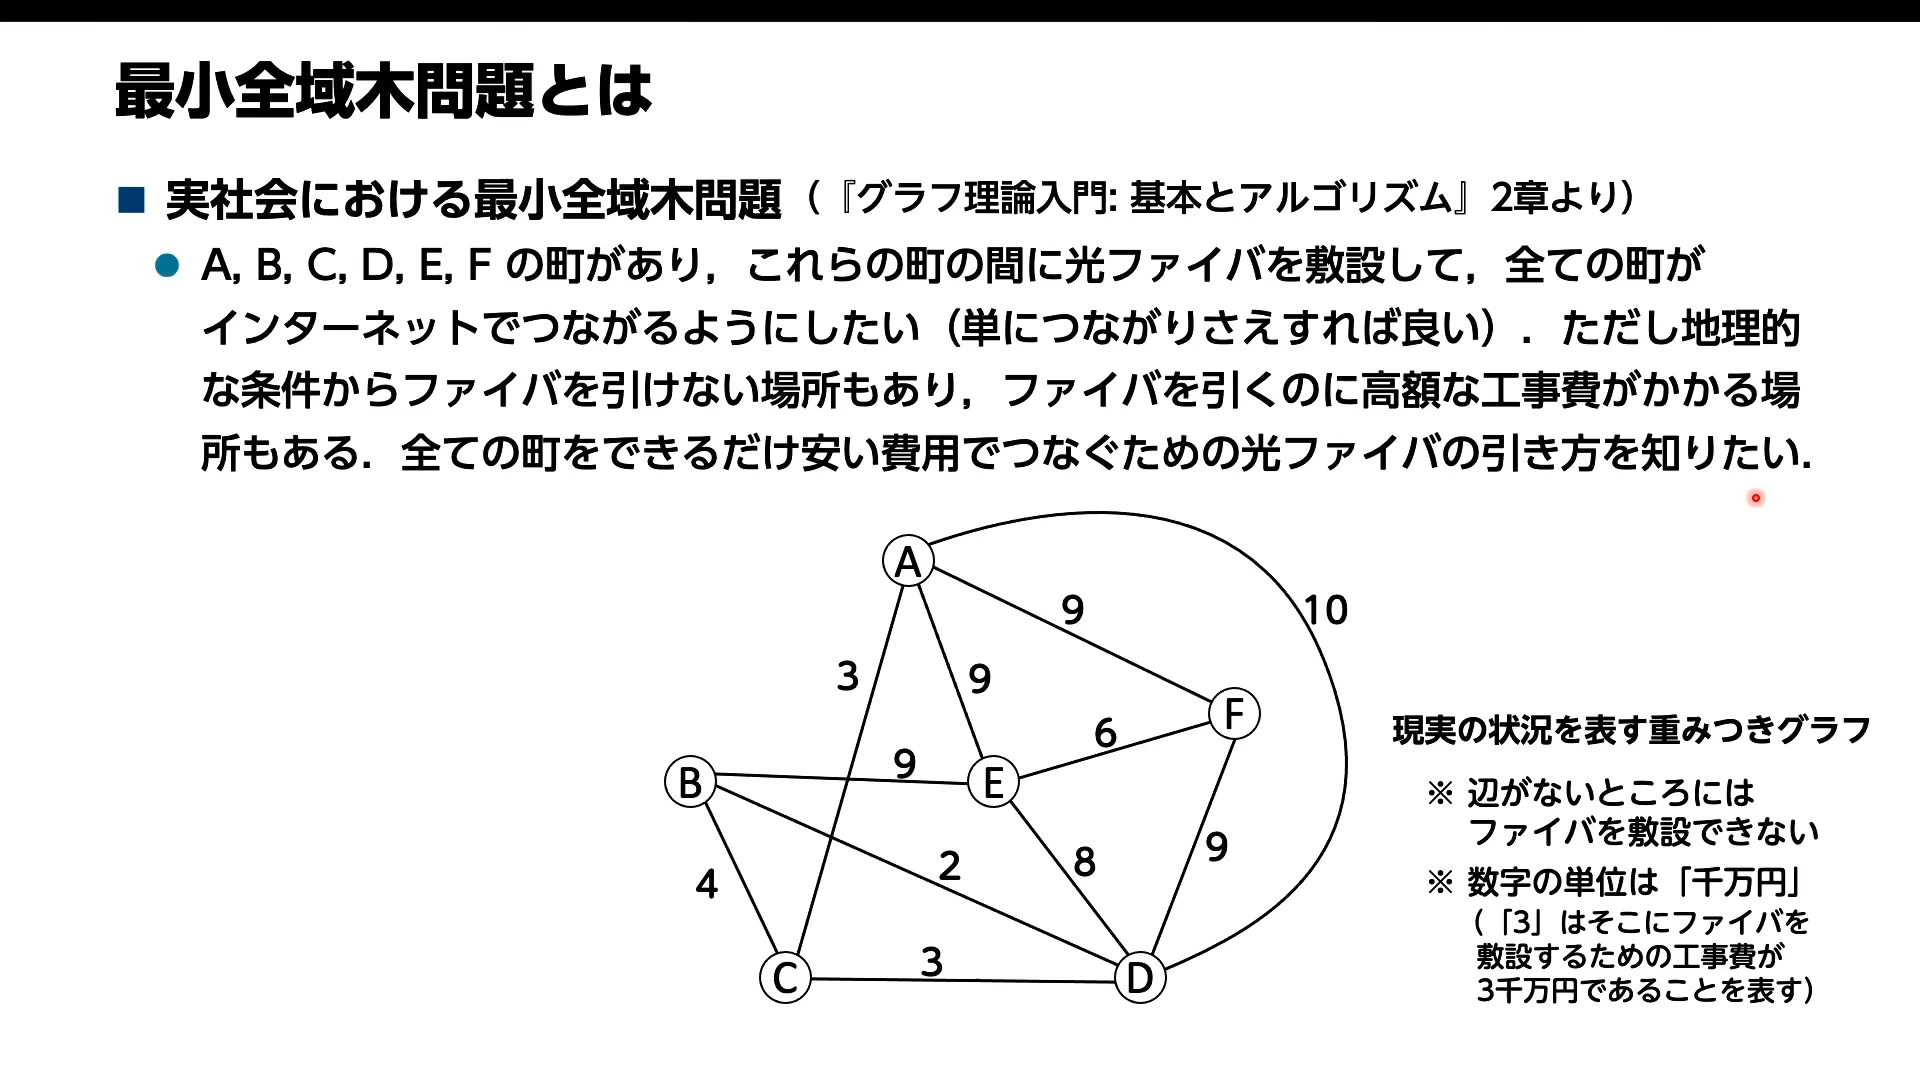 最小全域木問題とは
■ 実社会における最小全域木問題（『グラフ理論入門: 基本とアルゴリズム』2章より）
● A, B, C, D, E, F の町があり，これらの町の間に光ファイバを敷設して，全ての町が
インターネットでつながるようにしたい（単につながりさえすれば良い）．ただし地理的
な条件からファイバを引けない場所もあり，ファイバを引くのに高額な工事費がかかる場
所もある．全ての町をできるだけ安い費用でつなぐための光ファイバの引き方を知りたい．
A
9
10
3
9
F
6
9
B
E
現実の状況を表す重みつきグラフ
※ 辺がないところには
ファイバを敷設できない
2
8
9
4
※ 数字の単位は「千万円」
（「3」はそこにファイバを
敷設するための工事費が
3千万円であることを表す）
3
C
D